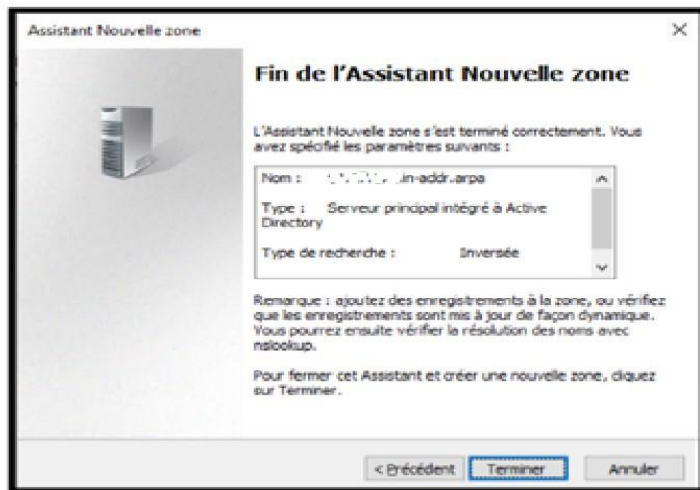 Assistant Nouvelle zone
Fin de l'Assistant Nouvelle zone
L'Assistant Nouvelle zone s'est terminé correctement. Vous
avez spécifié les paramètres suivants :
Nom : .in-addr.arpa
Type : Serveur principal intégré à Active
Directory
Type de recherche : Inversée
Remarque : ajoutez des enregistrements à la zone, ou vérifiez
que les enregistrements sont mis à jour de façon dynamique.
Vous pourrez ensuite vérifier la résolution des noms avec
nslookup.
Pour fermer cet Assistant et créer une nouvelle zone, cliquez
sur Terminer.
< Précédent Terminer Annuler